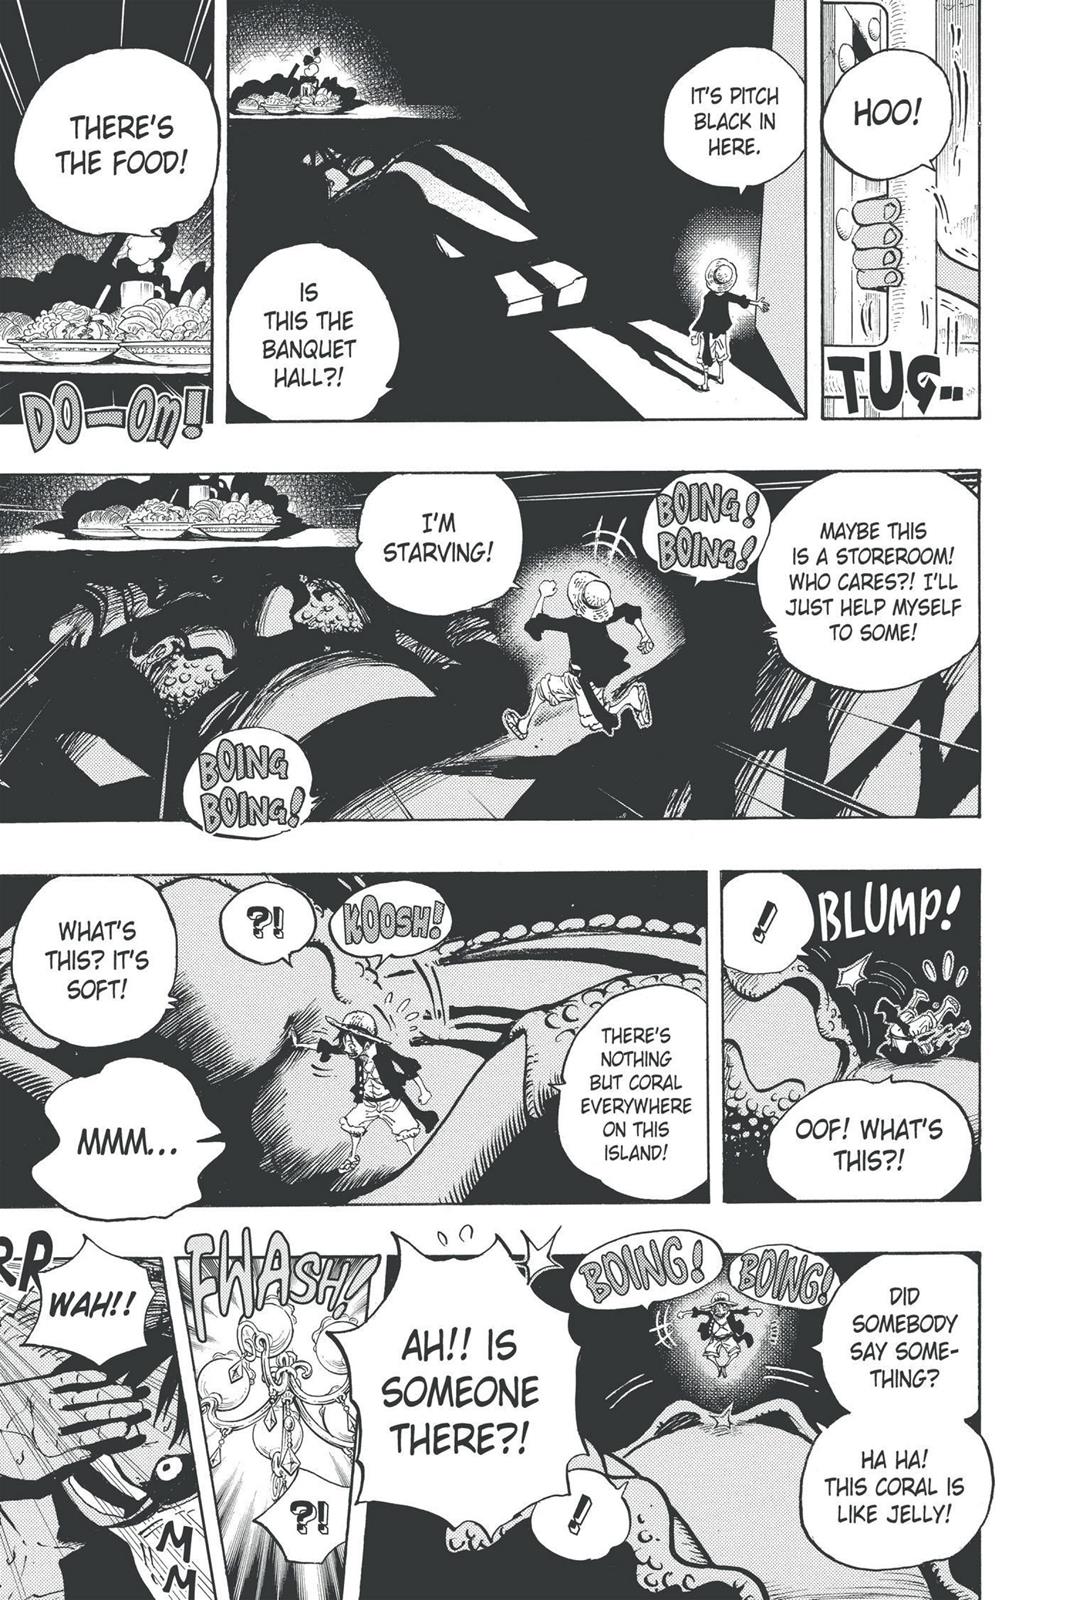 HOO!
TUG..
IT'S PITCH
BLACK IN
HERE.
IS
THIS THE
BANQUET
HALL?!
THERE'S
THE FOOD!
DO—OM!
MAYBE THIS
IS A STOREROOM!
WHO CARES?! I'LL
JUST HELP MYSELF
TO SOME!
BOING!
BOING!
I'M
STARVING!
BOING
BOING!
!
BLUMP!
OOF! WHAT'S
THIS?!
THERE'S
NOTHING
BUT CORAL
EVERYWHERE
ON THIS
ISLAND!
KOOSH!
?!
WHAT'S
THIS? IT'S
SOFT!
MMM...
DID
SOMEBODY
SAY SOME-
THING?
HA HA!
THIS CORAL IS
LIKE JELLY!
BOING!
BOING!
!
AH!! IS
SOMEONE
THERE?!
FWASH!
?!
WAH!!
RR
MM